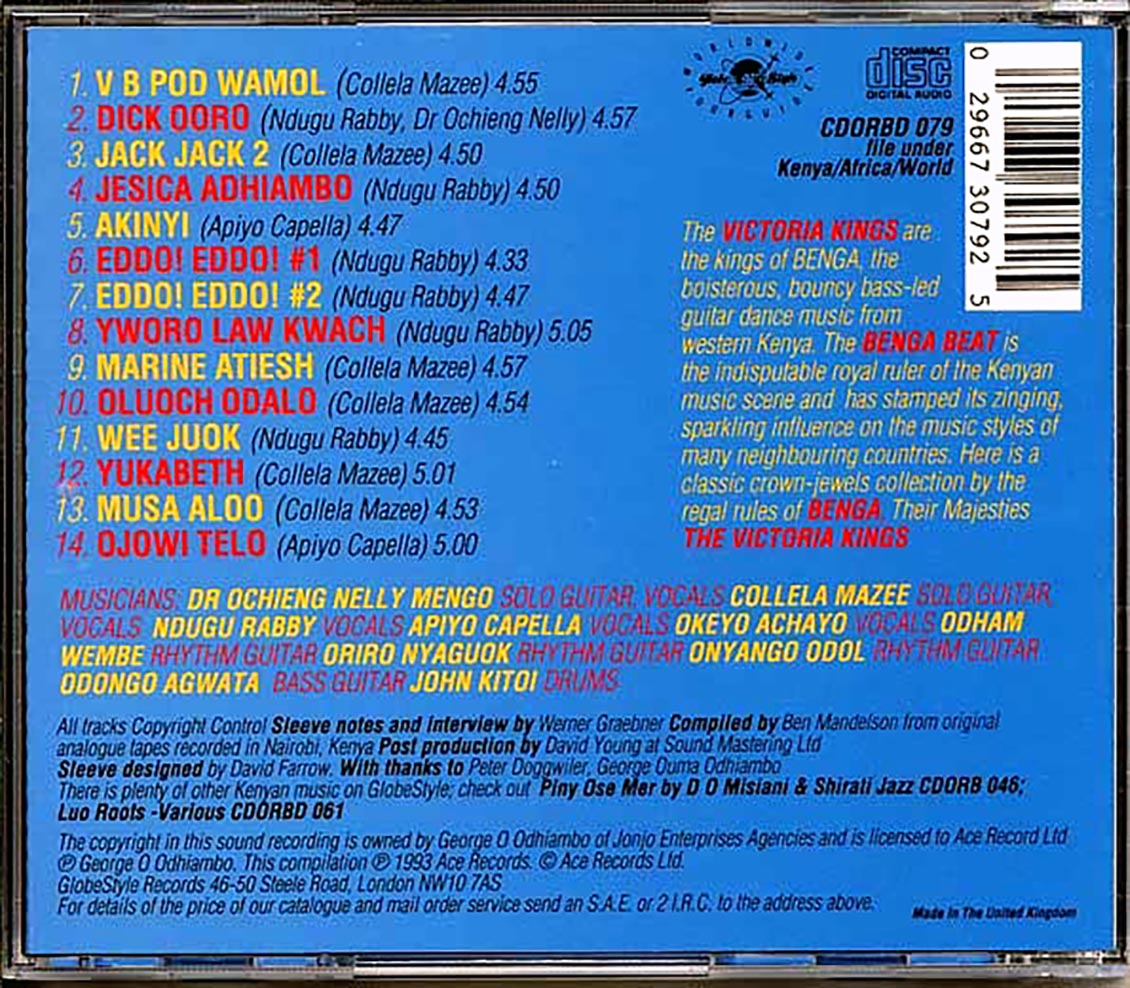 1. V B POD WAMOL (Collela Mazee) 4.55
2. DICK OORO (Ndugu Rabby, Dr Ochieng Nelly) 4.57
3. JACK JACK 2 (Collela Mazee) 4.50
4. JESICA ADHIAMBO (Ndugu Rabby) 4.50
5. AKINYI (Apiyo Capella) 4.47
6. EDDO! EDDO! #1 (Ndugu Rabby) 4.33
7. EDDO! EDDO! #2 (Ndugu Rabby) 4.47
8. YWORO LAW KWACH (Ndugu Rabby) 5.05
9. MARINE ATIESH (Collela Mazee) 4.57
10. OLUOCH ODALO (Collela Mazee) 4.54
11. WEE JUOK (Ndugu Rabby) 4.45
12. YUKABETH (Collela Mazee) 5.01
13. MUSA ALOO (Collela Mazee) 4.53
14. OJOWI TELO (Apiyo Capella) 5.00
WORLDWIDE
Globe Style
YOUR GUIDE
COMPACT
disc
DIGITAL AUDIO
CDORBD 079
file under
Kenya/Africa/World
0 29667 30792 5
The VICTORIA KINGS are
the kings of BENGA, the
boisterous, bouncy bass-led
guitar dance music from
western Kenya. The BENGA BEAT is
the indisputable royal ruler of the Kenyan
music scene and has stamped its zinging,
sparkling influence on the music styles of
many neighbouring countries. Here is a
classic crown-jewels collection by the
regal rules of BENGA. Their Majesties
THE VICTORIA KINGS
MUSICIANS: DR OCHIENG NELLY MENGO SOLO GUITAR, VOCALS COLLELA MAZEE SOLO GUITAR,
VOCALS NDUGU RABBY VOCALS APIYO CAPELLA VOCALS OKEYO ACHAYO VOCALS ODHAM
WEMBE RHYTHM GUITAR ORIRO NYAGUOK RHYTHM GUITAR ONYANGO ODOL RHYTHM GUITAR
ODONGO AGWATA BASS GUITAR JOHN KITOI DRUMS
All tracks Copyright Control Sleeve notes and interview by Werner Graebner Compiled by Ben Mandelson from original
analogue tapes recorded in Nairobi, Kenya Post production by David Young at Sound Mastering Ltd
Sleeve designed by David Farrow. With thanks to Peter Doggwiler, George Ouma Odhiambo
There is plenty of other Kenyan music on GlobeStyle; check out Piny Ose Mer by D O Misiani & Shirati Jazz CDORB 046;
Luo Roots -Various CDORBD 061
The copyright in this sound recording is owned by George O Odhiambo of Jonjo Enterprises Agencies and is licensed to Ace Record Ltd
℗ George O Odhiambo. This compilation ℗ 1993 Ace Records. © Ace Records Ltd.
GlobeStyle Records 46-50 Steele Road, London NW10 7AS
For details of the price of our catalogue and mail order service send an S.A.E. or 2 I.R.C. to the address above.
Made in The United Kingdom